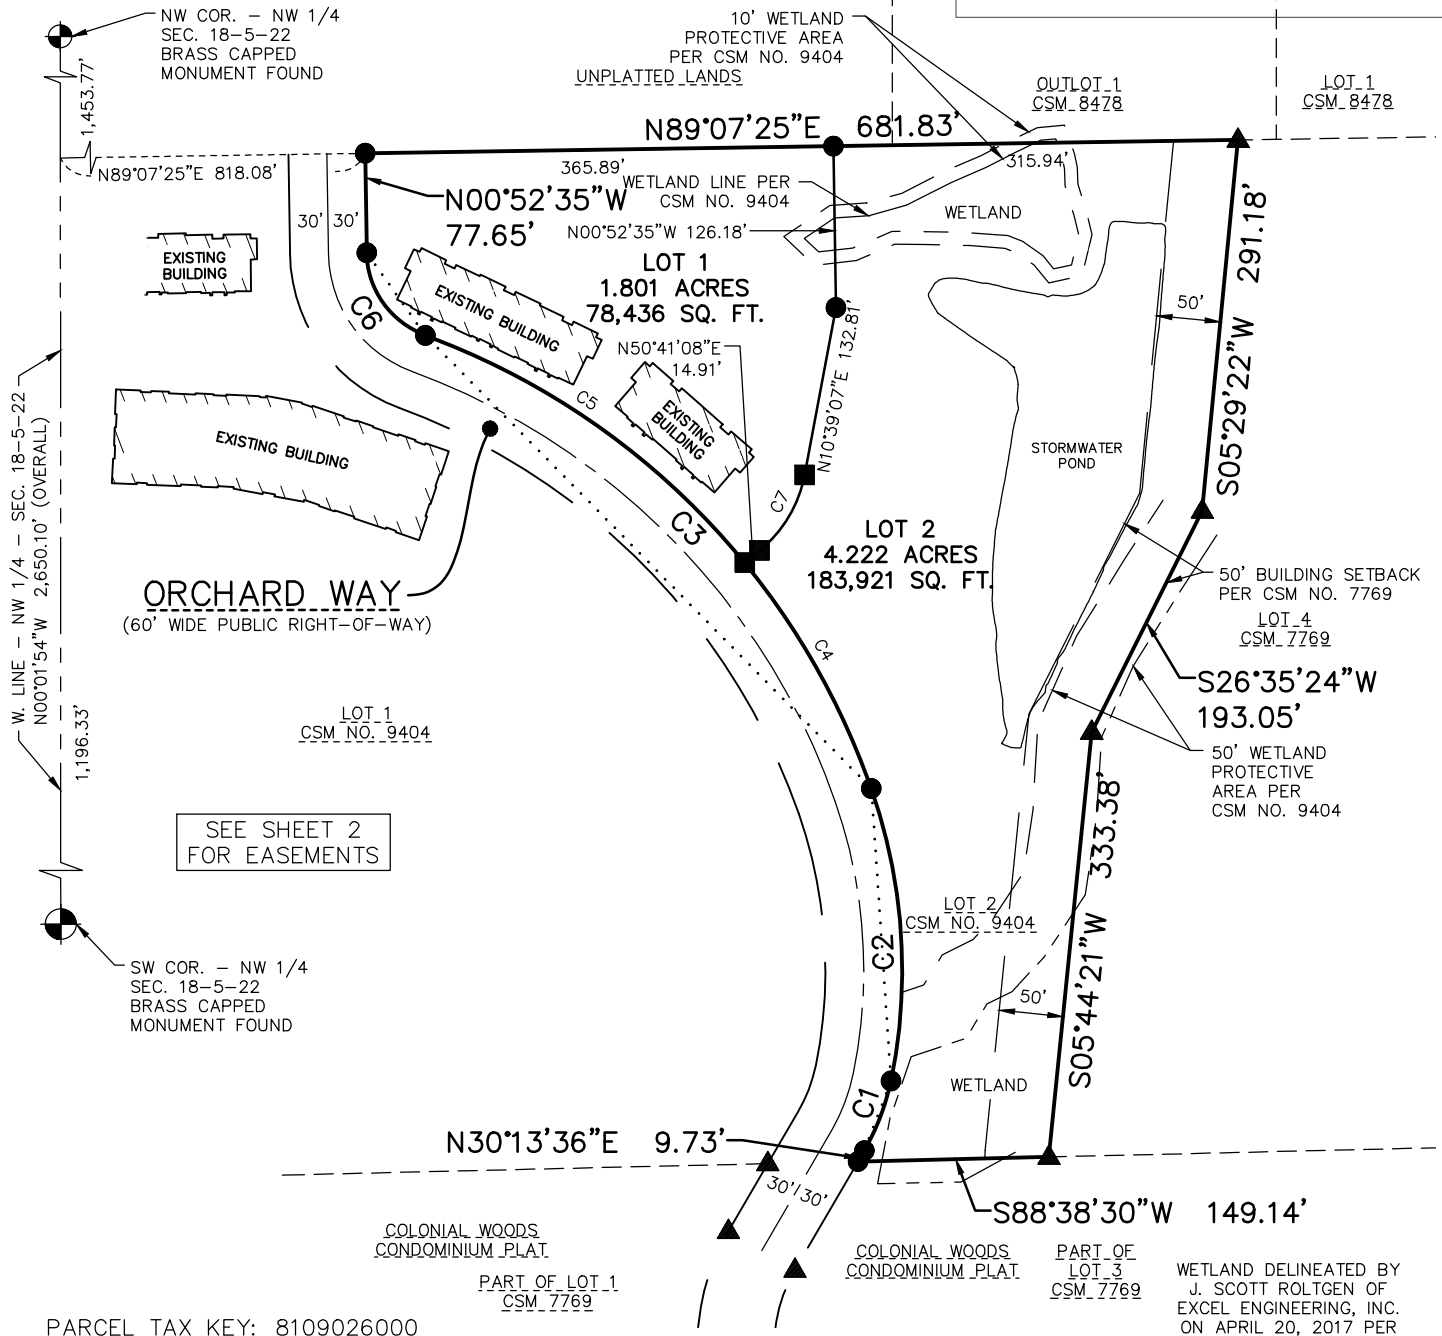 NW COR. – NW 1/4
SEC. 18-5-22
BRASS CAPPED
MONUMENT FOUND
10' WETLAND
PROTECTIVE AREA
PER CSM NO. 9404
UNPLATTED LANDS
OUTLOT 1
CSM 8478
LOT 1
CSM 8478
1,453.77'
N89°07'25"E 681.83'
N89°07'25"E 818.08'
365.89'
315.94'
WETLAND LINE PER
CSM NO. 9404
N00°52'35"W
77.65'
30' 30'
WETLAND
N00°52'35"W 126.18'
EXISTING
BUILDING
LOT 1
1.801 ACRES
78,436 SQ. FT.
EXISTING BUILDING
291.18'
S05°29'22"W
50'
C6
N50°41'08"E
14.91'
N10°39'07"E 132.81'
C5
EXISTING
BUILDING
EXISTING BUILDING
STORMWATER
POND
W. LINE – NW 1/4 – SEC. 18-5-22
N00°01'54"W 2,650.10' (OVERALL)
C7
C3
LOT 2
4.222 ACRES
183,921 SQ. FT.
ORCHARD WAY
(60' WIDE PUBLIC RIGHT-OF-WAY)
50' BUILDING SETBACK
PER CSM NO. 7769
LOT 4
CSM 7769
C4
S26°35'24"W
193.05'
LOT 1
CSM NO. 9404
1,196.33'
50' WETLAND
PROTECTIVE
AREA PER
CSM NO. 9404
SEE SHEET 2
FOR EASEMENTS
333.38'
S05°44'21"W
LOT 2
CSM NO. 9404
C2
SW COR. – NW 1/4
SEC. 18-5-22
BRASS CAPPED
MONUMENT FOUND
50'
WETLAND
C1
N30°13'36"E 9.73'
30' 30'
S88°38'30"W 149.14'
COLONIAL WOODS
CONDOMINIUM PLAT
PART OF LOT 1
CSM 7769
COLONIAL WOODS
CONDOMINIUM PLAT
PART OF
LOT 3
CSM 7769
WETLAND DELINEATED BY
J. SCOTT ROLTGEN OF
EXCEL ENGINEERING, INC.
ON APRIL 20, 2017 PER
PARCEL TAX KEY: 8109026000